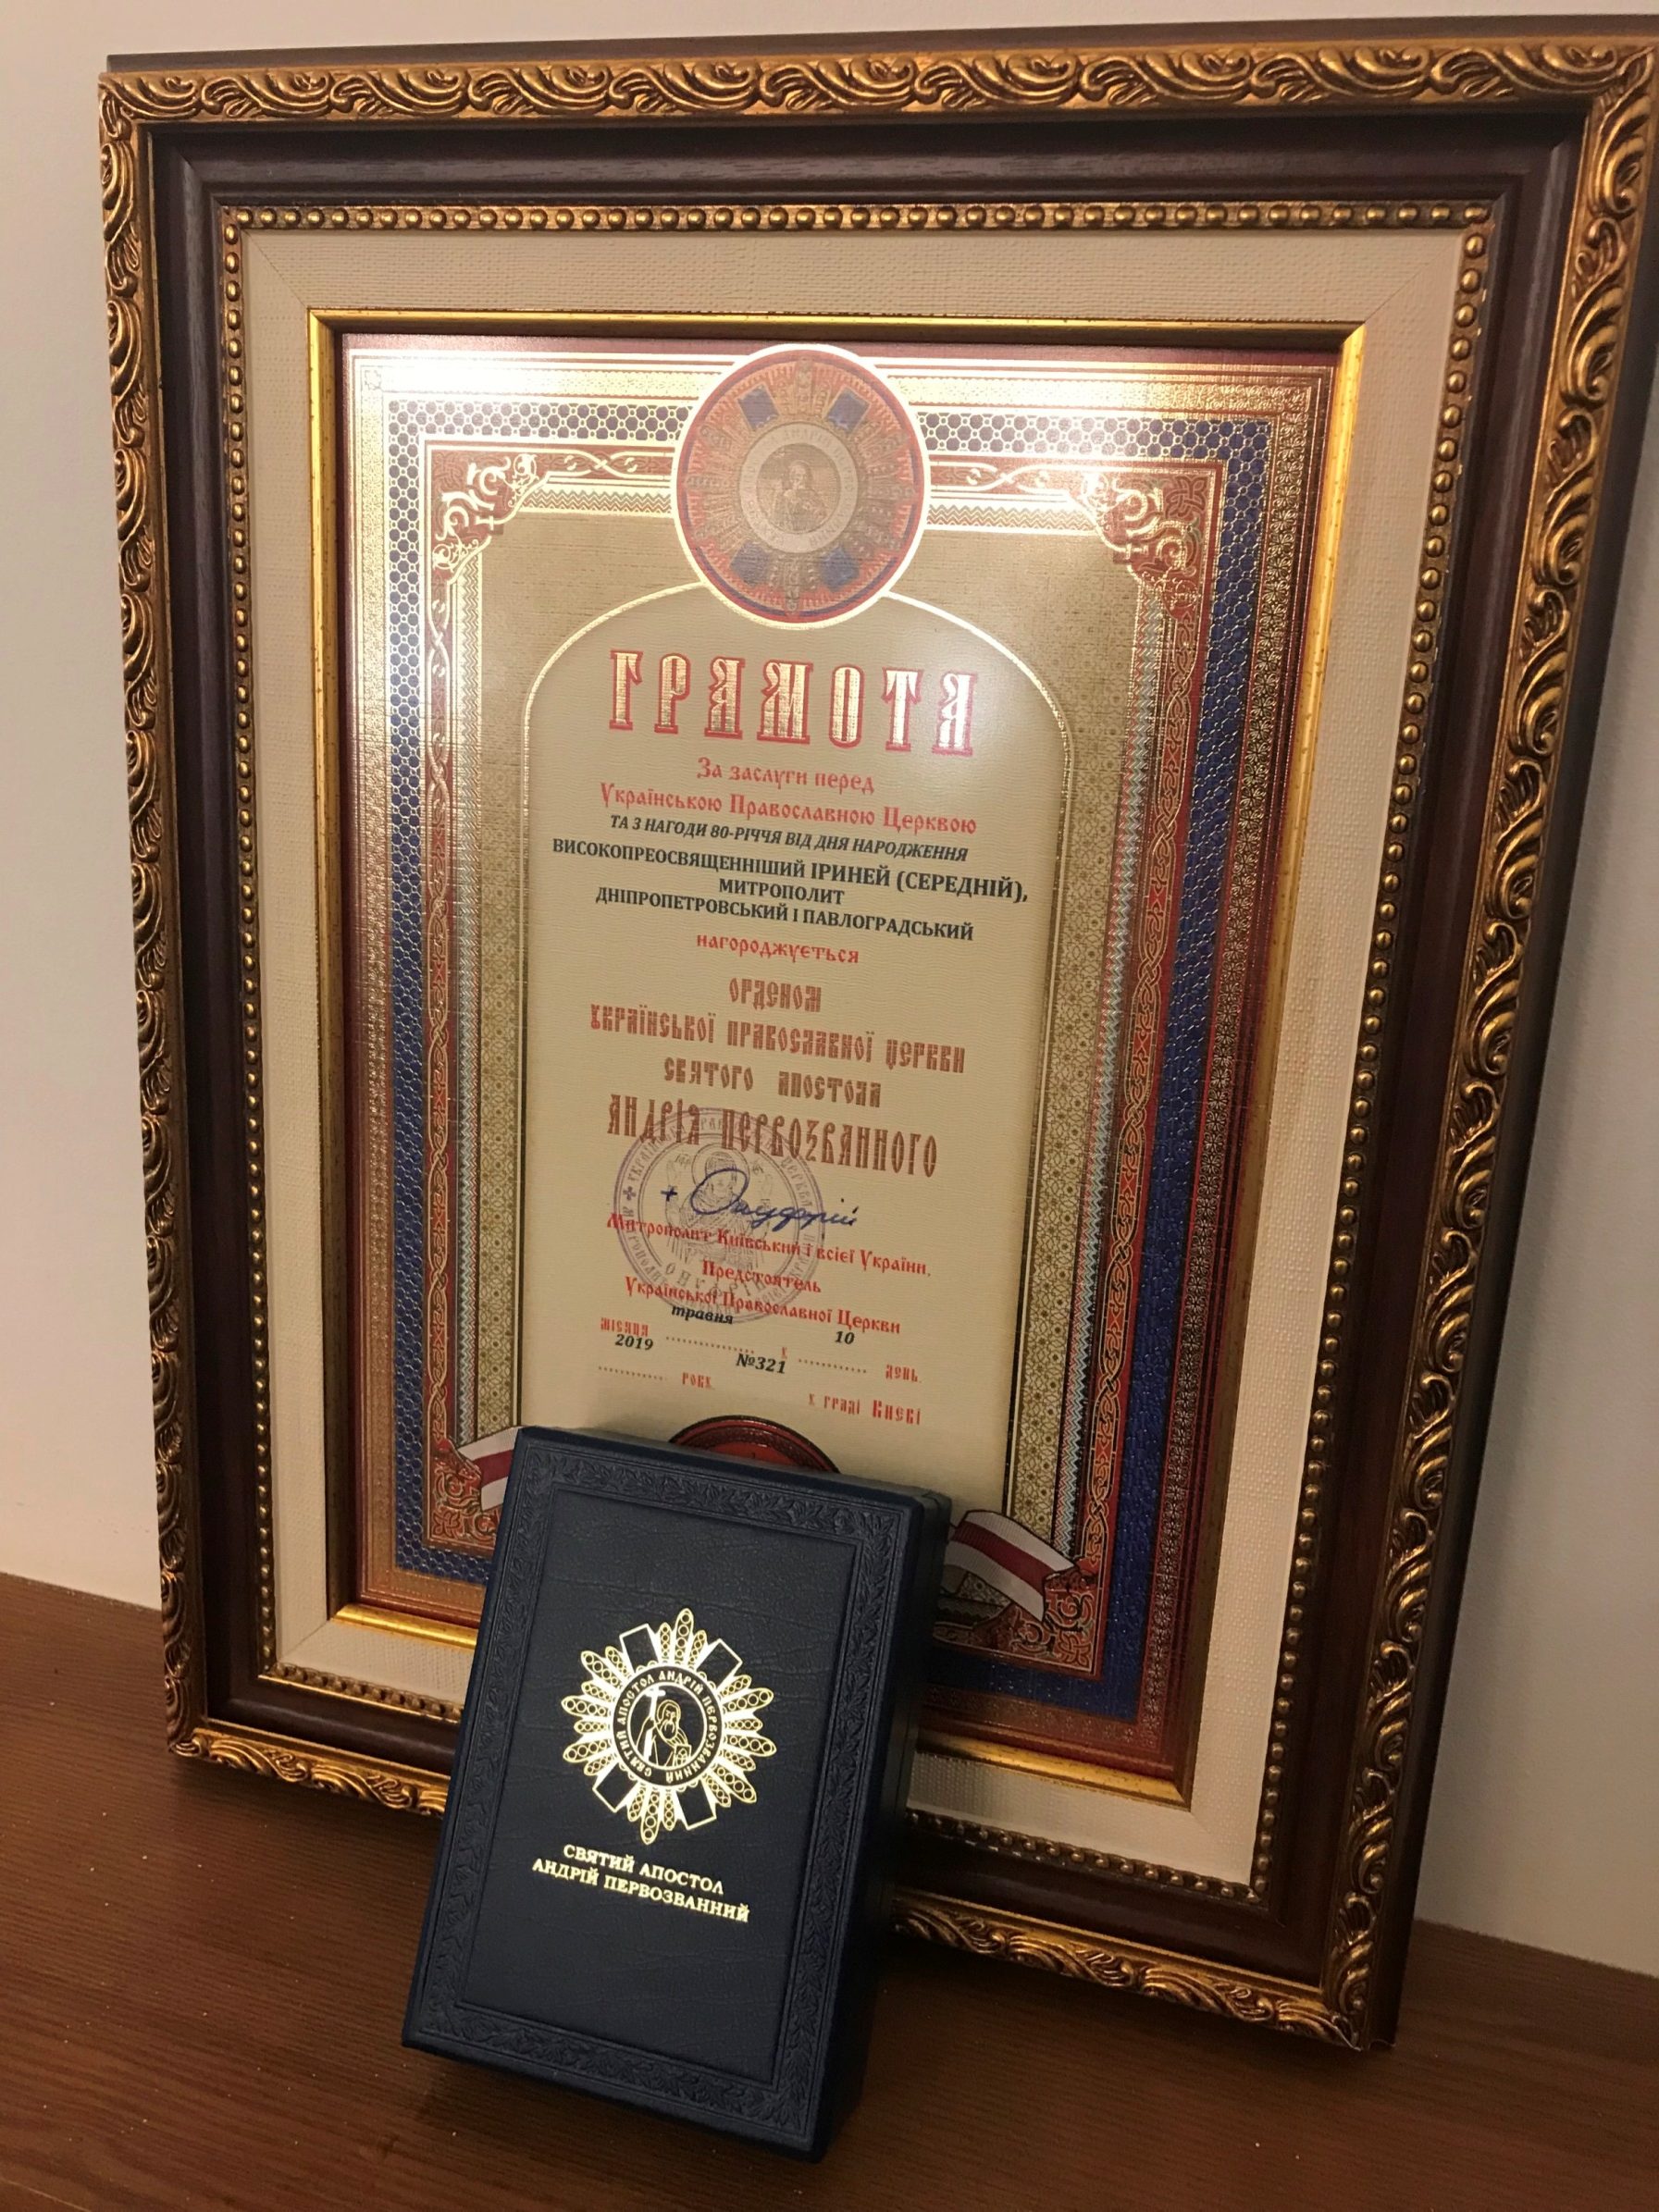 ГРАМОТА
За заслуги перед
Українською Православною Церквою
ТА З НАГОДИ 80-РІЧЧЯ ВІД ДНЯ НАРОДЖЕННЯ
ВИСОКОПРЕОСВЯЩЕННІШИЙ ІРИНЕЙ (СЕРЕДНІЙ),
МИТРОПОЛИТ
ДНІПРОПЕТРОВСЬКИЙ І ПАВЛОГРАДСЬКИЙ
нагороджується
орденом
української православної церкви
святого апостола
андрія первозванного
+ Онуфрій
Митрополит Київський і всієї України,
Предстоятель
Української Православної Церкви
місяця травня у 10 день
2019 року №321 у граді Києві
СВЯТИЙ АПОСТОЛ АНДРІЙ ПЕРВОЗВАННИЙ
СВЯТИЙ АПОСТОЛ
АНДРІЙ ПЕРВОЗВАННИЙ